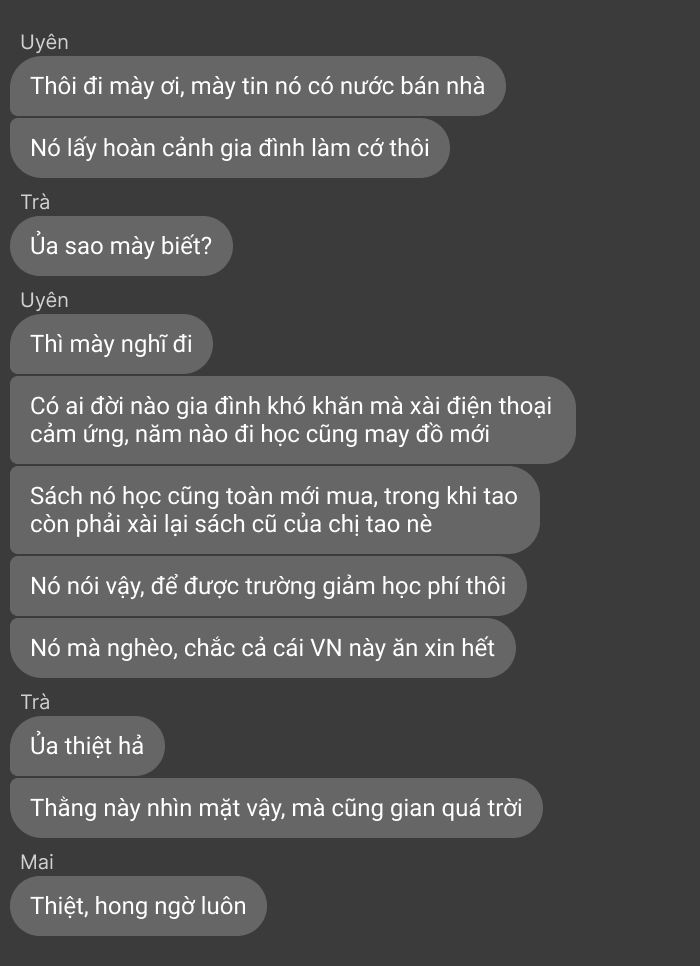 Uyên
Thôi đi mày ơi, mày tin nó có nước bán nhà
Nó lấy hoàn cảnh gia đình làm cớ thôi
Trà
Ủa sao mày biết?
Uyên
Thì mày nghĩ đi
Có ai đời nào gia đình khó khăn mà xài điện thoại
cảm ứng, năm nào đi học cũng may đồ mới
Sách nó học cũng toàn mới mua, trong khi tao
còn phải xài lại sách cũ của chị tao nè
Nó nói vậy, để được trường giảm học phí thôi
Nó mà nghèo, chắc cả cái VN này ăn xin hết
Trà
Ủa thiệt hả
Thằng này nhìn mặt vậy, mà cũng gian quá trời
Mai
Thiệt, hong ngờ luôn